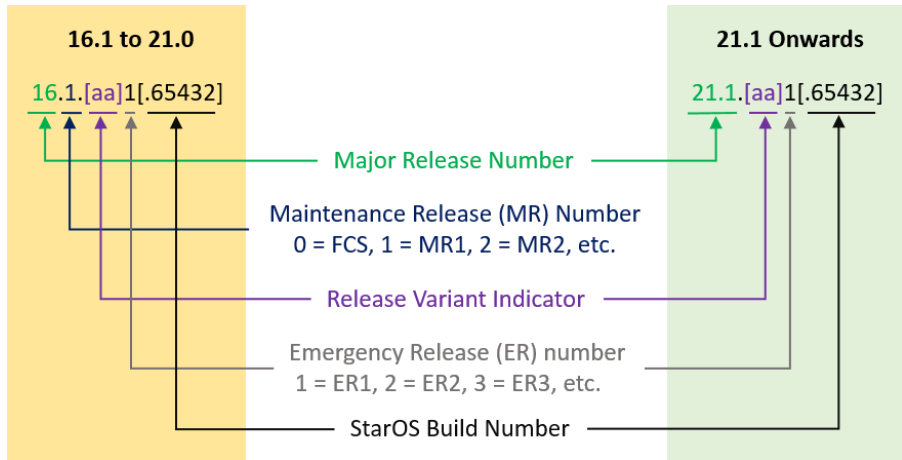 16.1 to 21.0
21.1 Onwards
16.1.[aa]1[.65432]
21.1.[aa]1[.65432]
Major Release Number
Maintenance Release (MR) Number
0 = FCS, 1 = MR1, 2 = MR2, etc.
Release Variant Indicator
Emergency Release (ER) number
1 = ER1, 2 = ER2, 3 = ER3, etc.
StarOS Build Number